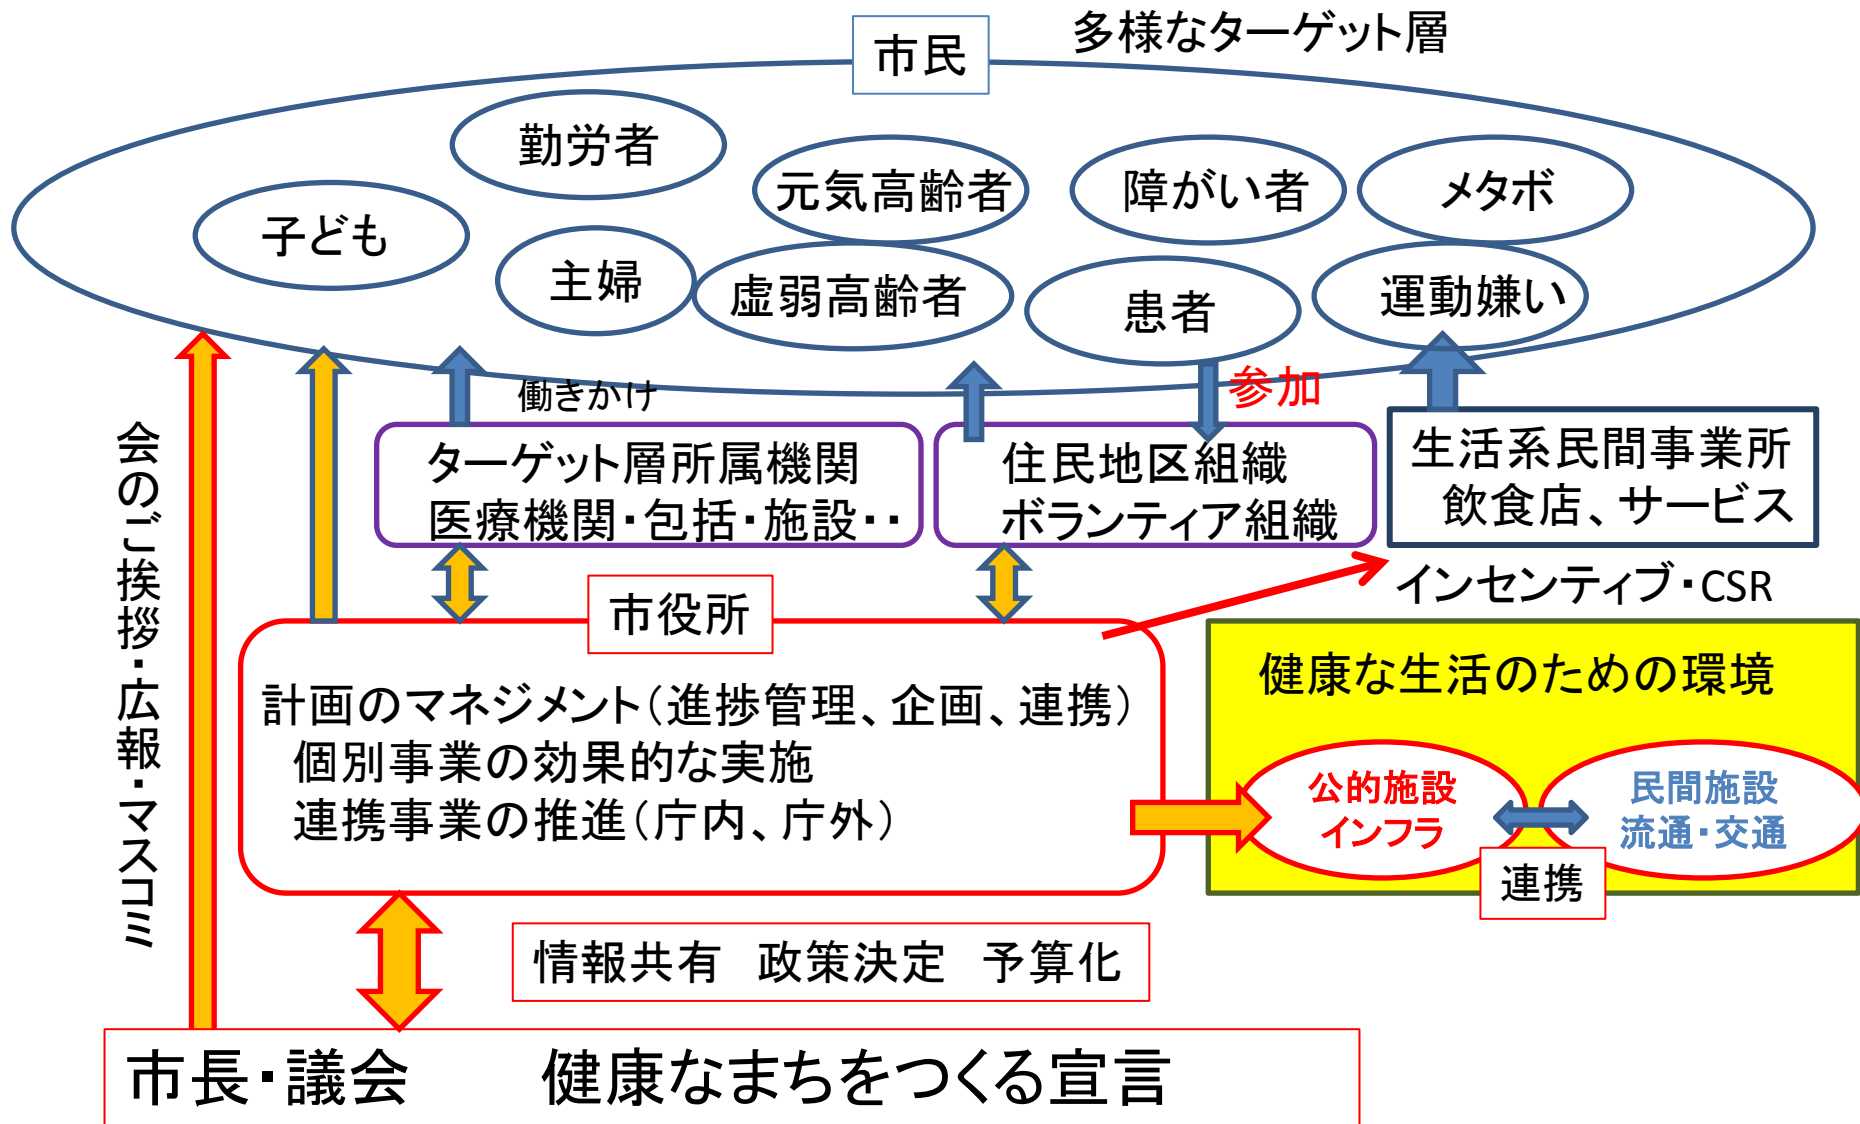 多様なターゲット層
市民
勤労者
元気高齢者
障がい者
メタボ
子ども
主婦
虚弱高齢者
患者
運動嫌い
働きかけ
参加
会のご挨拶・広報・マスコミ
ターゲット層所属機関
医療機関・包括・施設・・
住民地区組織
ボランティア組織
生活系民間事業所
飲食店、サービス
インセンティブ・CSR
市役所
計画のマネジメント(進捗管理、企画、連携)
個別事業の効果的な実施
連携事業の推進(庁内、庁外)
健康な生活のための環境
公的施設
インフラ
民間施設
流通・交通
連携
情報共有　政策決定　予算化
市長・議会　　健康なまちをつくる宣言